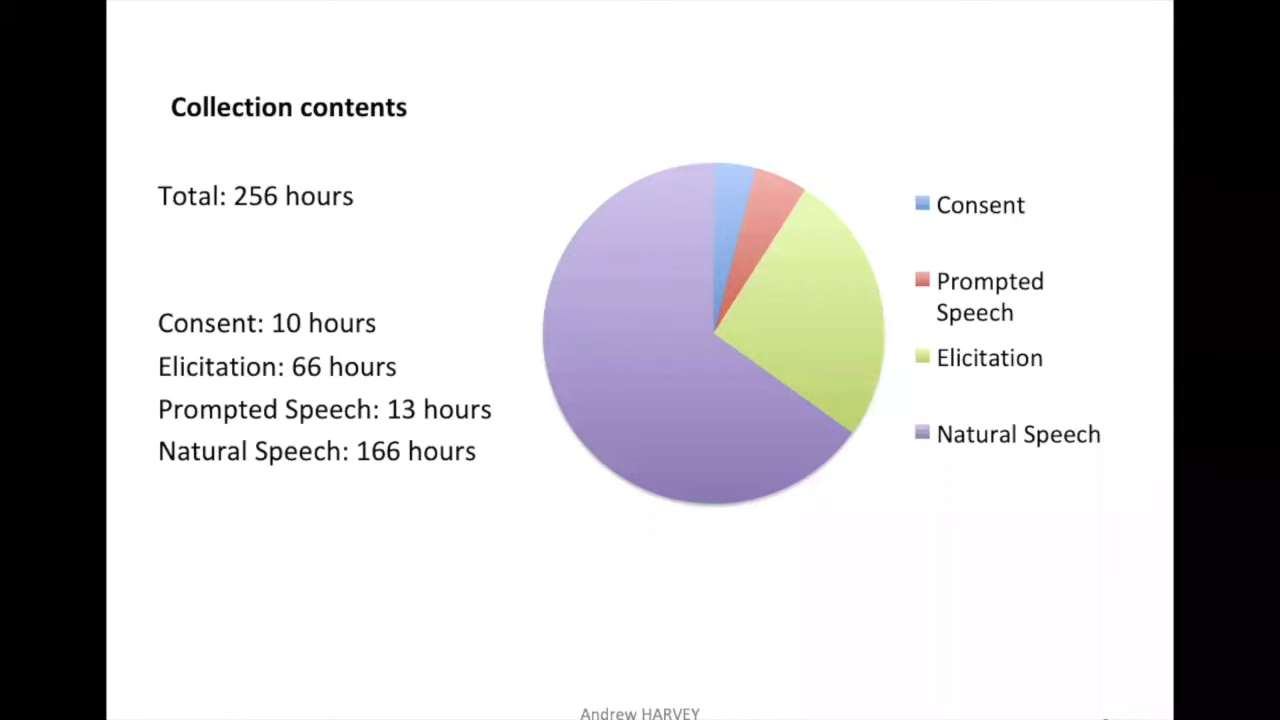 Collection contents
Total: 256 hours
Consent: 10 hours
Elicitation: 66 hours
Prompted Speech: 13 hours
Natural Speech: 166 hours
Consent
Prompted
Speech
Elicitation
Natural Speech
Andrew HARVEY